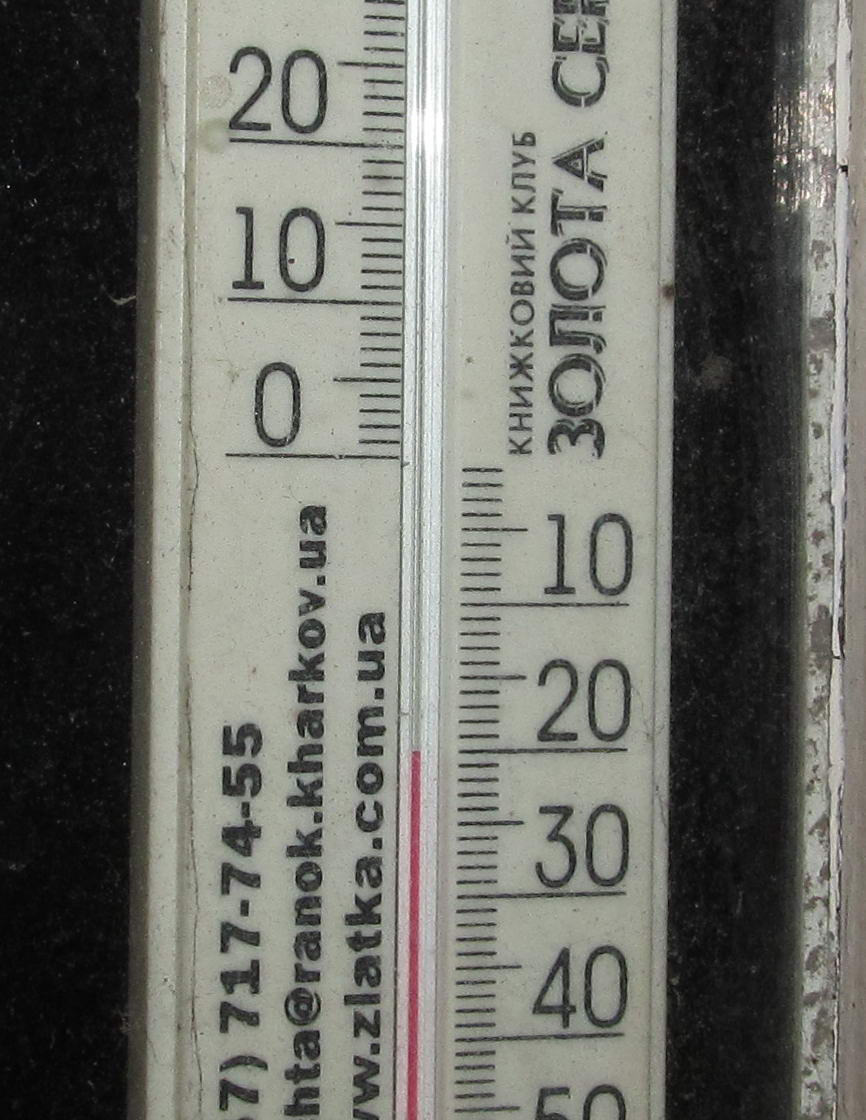 20
10
0
10
20
30
40
50
КНИЖКОВИЙ КЛУБ
ЗОЛОТА
7) 717-74-55
hta@ranok.kharkov.ua
w.zlatka.com.ua